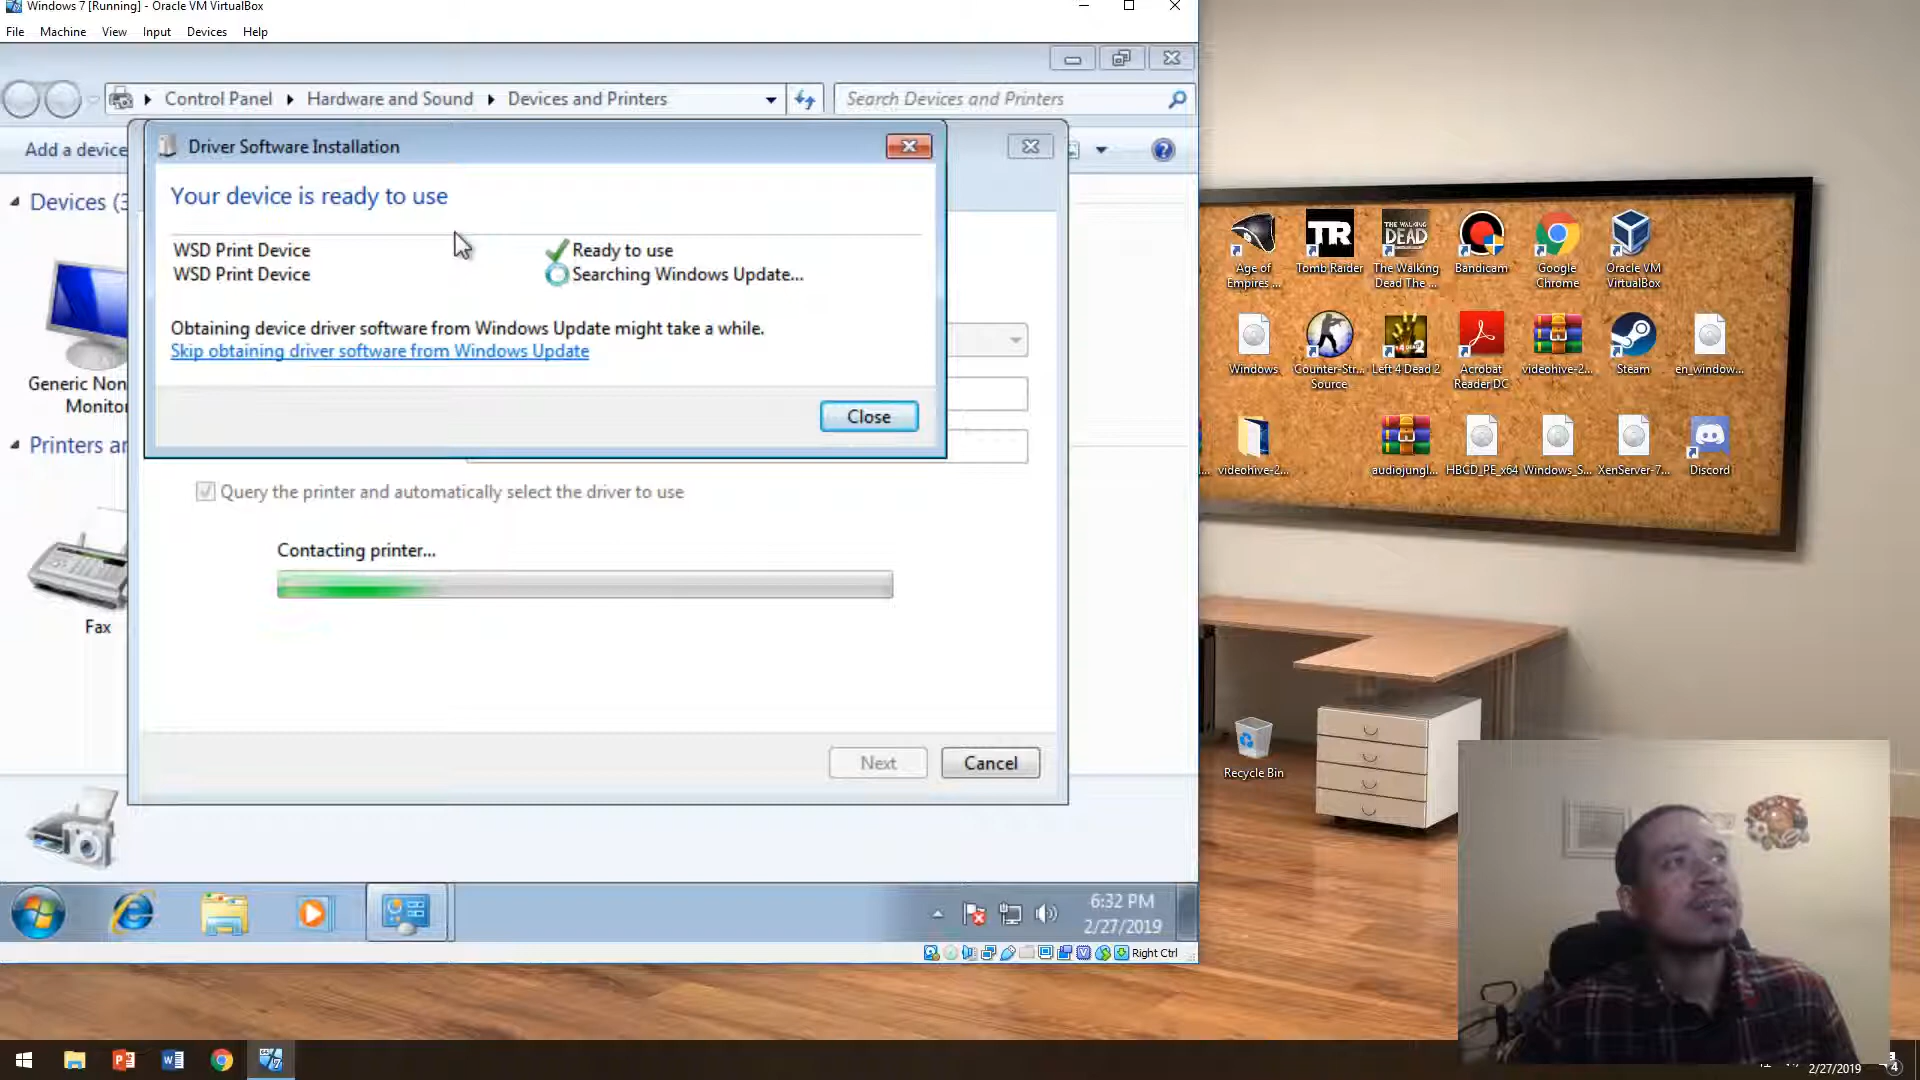 Windows 7 [Running] - Oracle VM VirtualBox
File Machine View Input Devices Help
Control Panel Hardware and Sound Devices and Printers
Search Devices and Printers
Add a device
Driver Software Installation
Your device is ready to use
WSD Print Device Ready to use
WSD Print Device Searching Windows Update...
Obtaining device driver software from Windows Update might take a while.
Skip obtaining driver software from Windows Update
Close
Devices (3
Generic Non
Monitor
Printers an
Fax
Query the printer and automatically select the driver to use
Contacting printer...
Next
Cancel
6:32 PM
2/27/2019
Right Ctrl
TR
THE WALKING
DEAD
Age of
Empires ...
Tomb Raider
The Walking
Dead The ...
Bandicam
Google
Chrome
Oracle VM
VirtualBox
Windows
Counter-Str...
Source
Left 4 Dead 2
Acrobat
Reader DC
videohive-2...
Steam
en_window...
videohive-2...
audiojungl...
HBCD_PE_x64
Windows_S...
XenServer-7...
Discord
Recycle Bin
2/27/2019
4